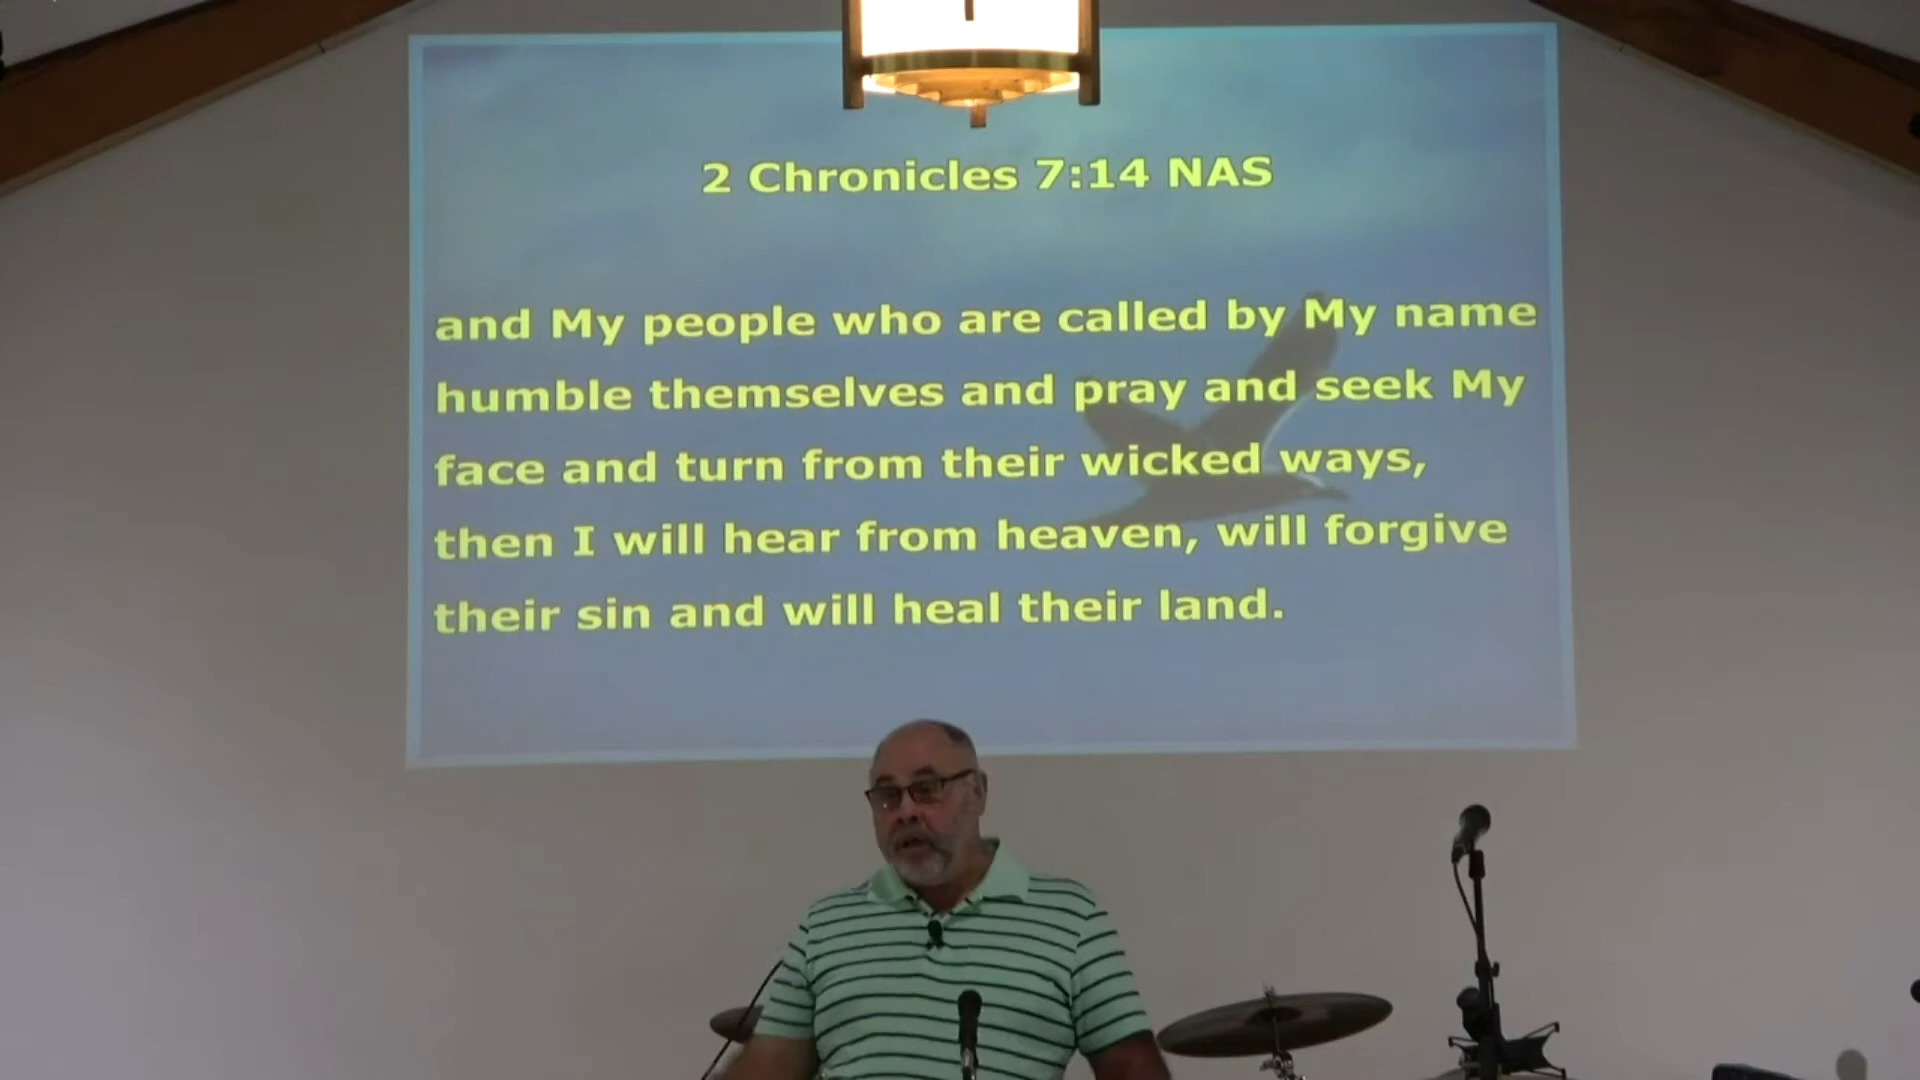 2 Chronicles 7:14 NAS
and My people who are called by My name
humble themselves and pray and seek My
face and turn from their wicked ways,
then I will hear from heaven, will forgive
their sin and will heal their land.